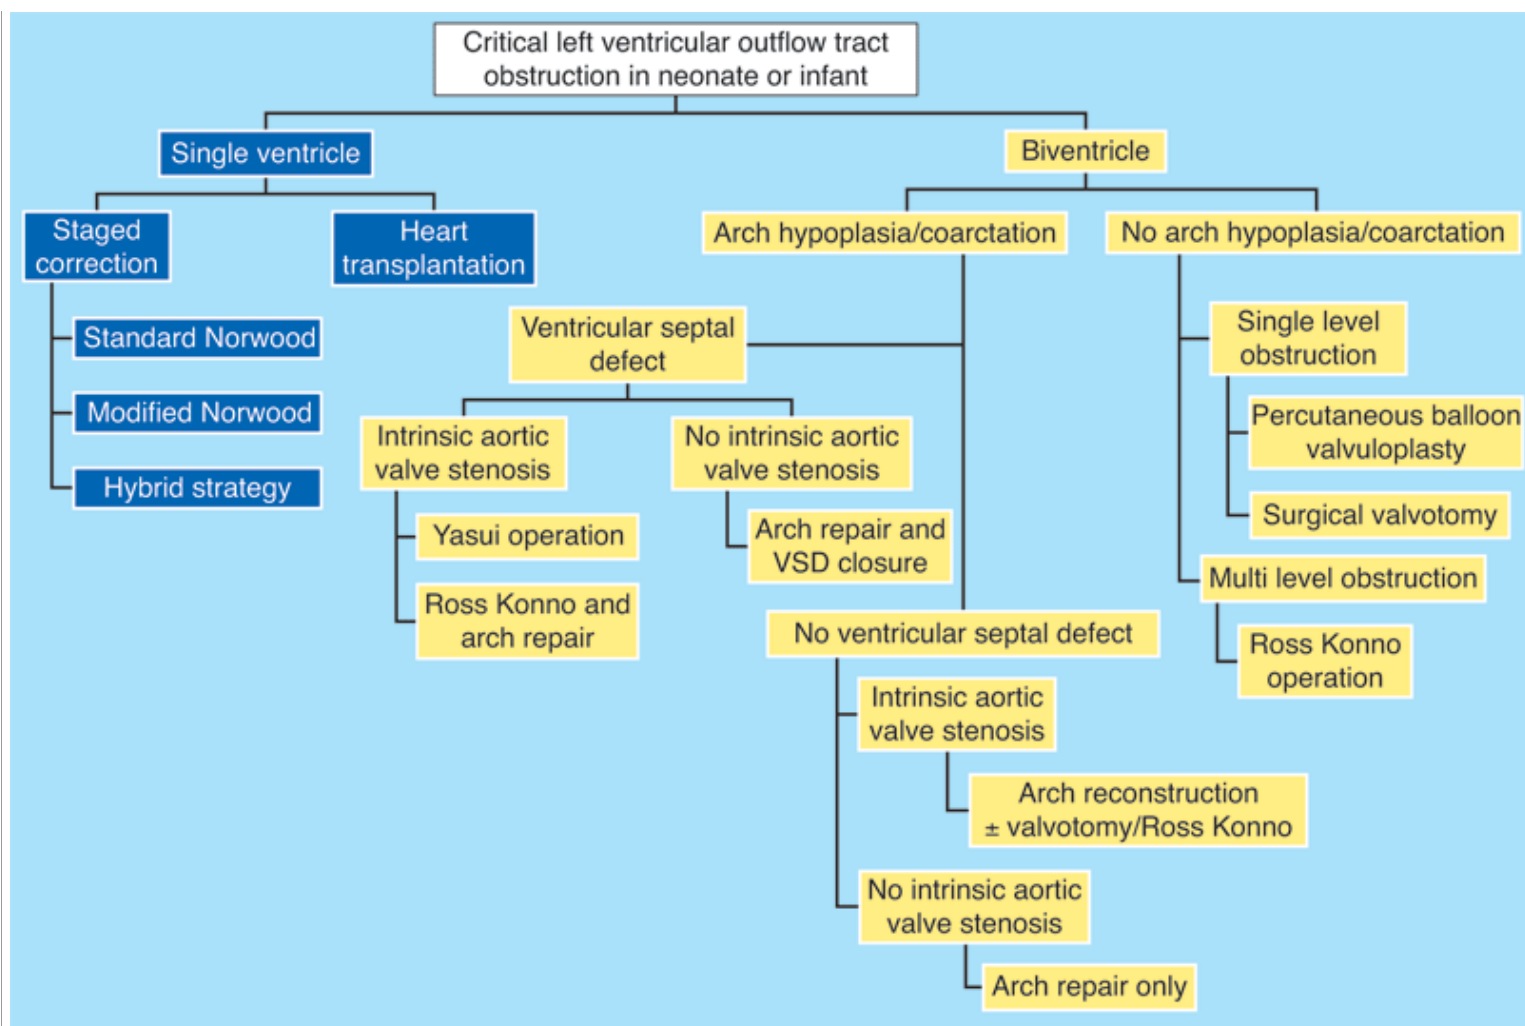 Critical left ventricular outflow tract
obstruction in neonate or infant
Single ventricle
Biventricle
Staged
correction
Heart
transplantation
Arch hypoplasia/coarctation
No arch hypoplasia/coarctation
Standard Norwood
Modified Norwood
Hybrid strategy
Ventricular septal
defect
Intrinsic aortic
valve stenosis
No intrinsic aortic
valve stenosis
Yasui operation
Ross Konno and
arch repair
Arch repair and
VSD closure
No ventricular septal defect
Intrinsic aortic
valve stenosis
Arch reconstruction
± valvotomy/Ross Konno
No intrinsic aortic
valve stenosis
Arch repair only
Single level
obstruction
Percutaneous balloon
valvuloplasty
Surgical valvotomy
Multi level obstruction
Ross Konno
operation